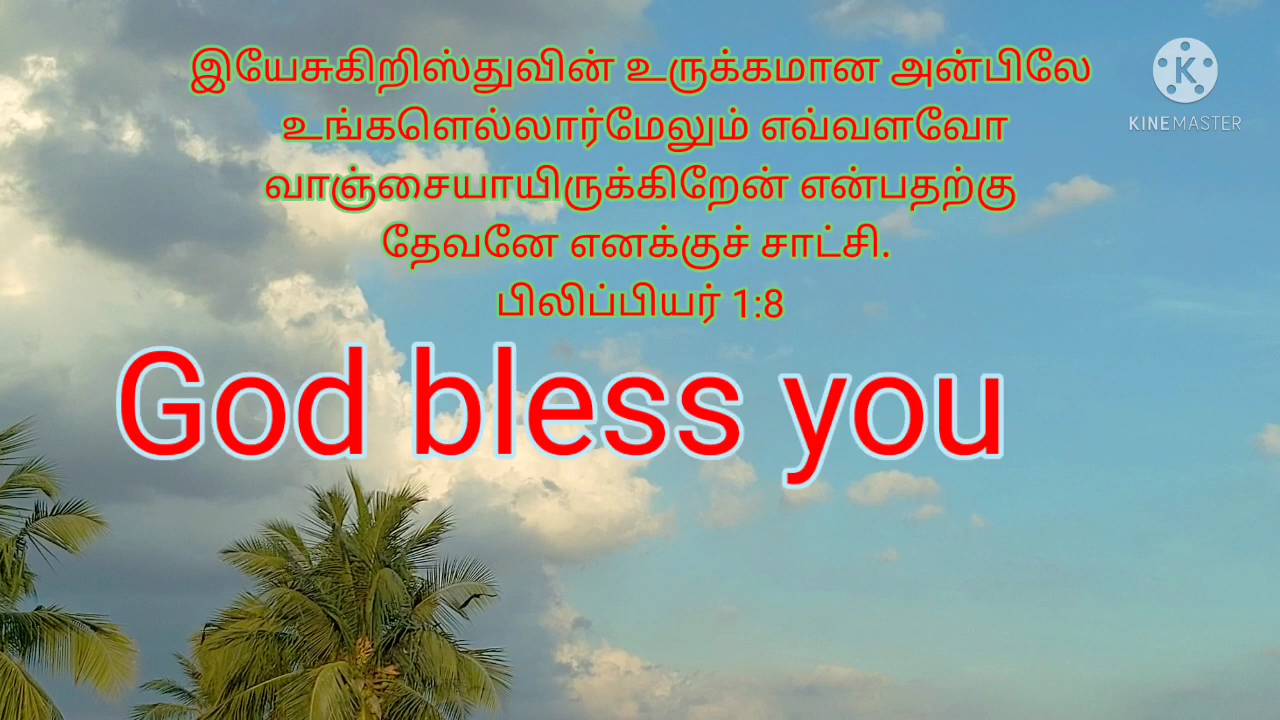 இயேசுகிறிஸ்துவின் உருக்கமான அன்பிலே
உங்களெல்லார்மேலும் எவ்வளவோ
வாஞ்சையாயிருக்கிறேன் என்பதற்கு
தேவனே எனக்குச் சாட்சி.
பிலிப்பியர் 1:8
God bless you
K
KINEMASTER